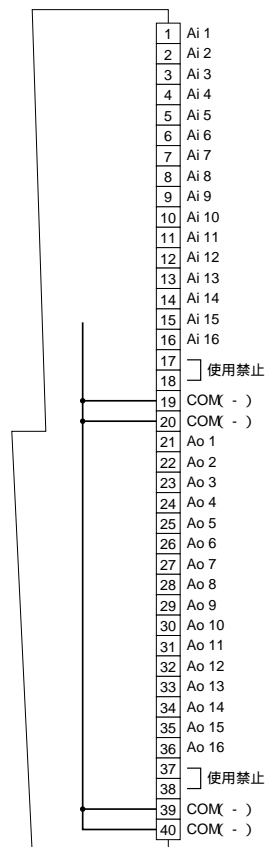 1 Ai 1
2 Ai 2
3 Ai 3
4 Ai 4
5 Ai 5
6 Ai 6
7 Ai 7
8 Ai 8
9 Ai 9
10 Ai 10
11 Ai 11
12 Ai 12
13 Ai 13
14 Ai 14
15 Ai 15
16 Ai 16
17
使用禁止
18
19 COM( - )
20 COM( - )
21 Ao 1
22 Ao 2
23 Ao 3
24 Ao 4
25 Ao 5
26 Ao 6
27 Ao 7
28 Ao 8
29 Ao 9
30 Ao 10
31 Ao 11
32 Ao 12
33 Ao 13
34 Ao 14
35 Ao 15
36 Ao 16
37
使用禁止
38
39 COM( - )
40 COM( - )